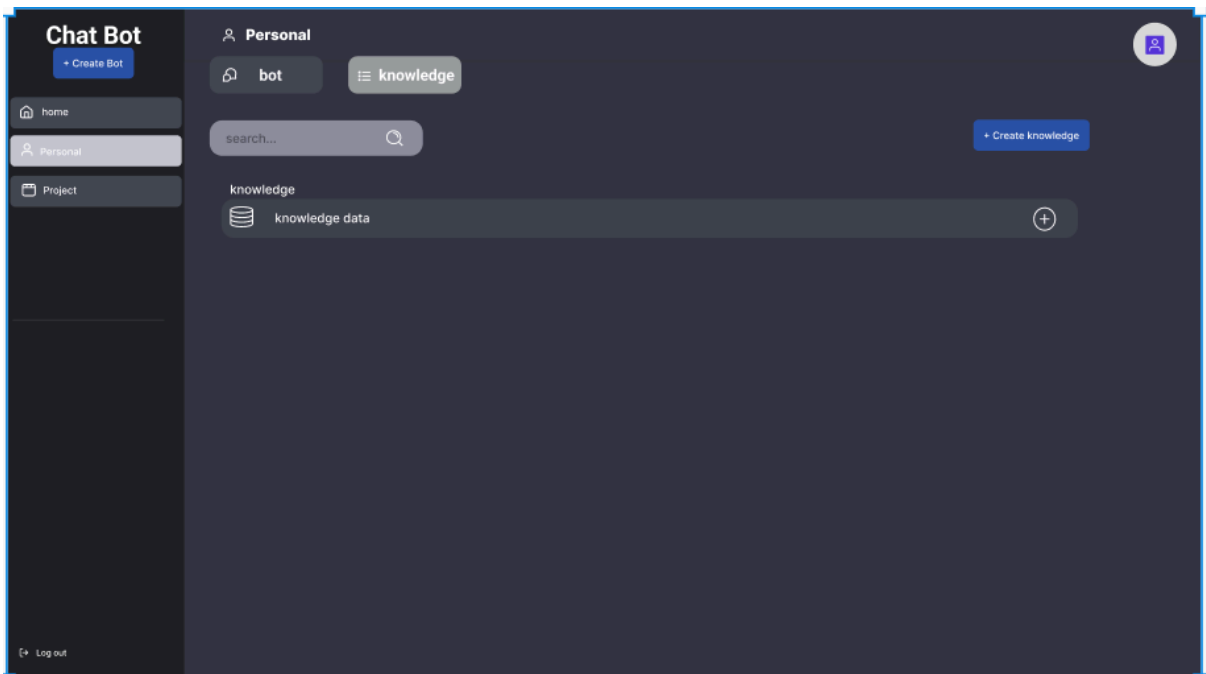 Chat Bot
+ Create Bot
home
Personal
Project
Log out
Personal
bot
knowledge
search...
+ Create knowledge
knowledge
knowledge data